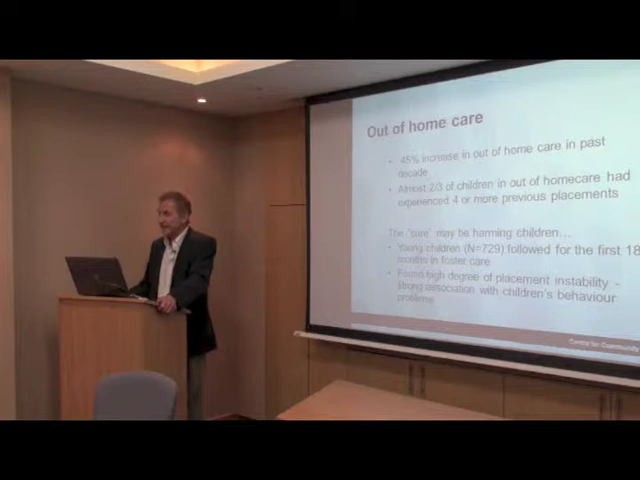 Out of home care
• 45% increase in out of home care in past
decade
• Almost 2/3 of children in out of homecare had
experienced 4 or more previous placements
The 'cure' may be harming children…
• Young children (N=729) followed for the first 18
months in foster care
• Found high degree of placement instability -
strong association with children's behaviour
problems
Centre for Community